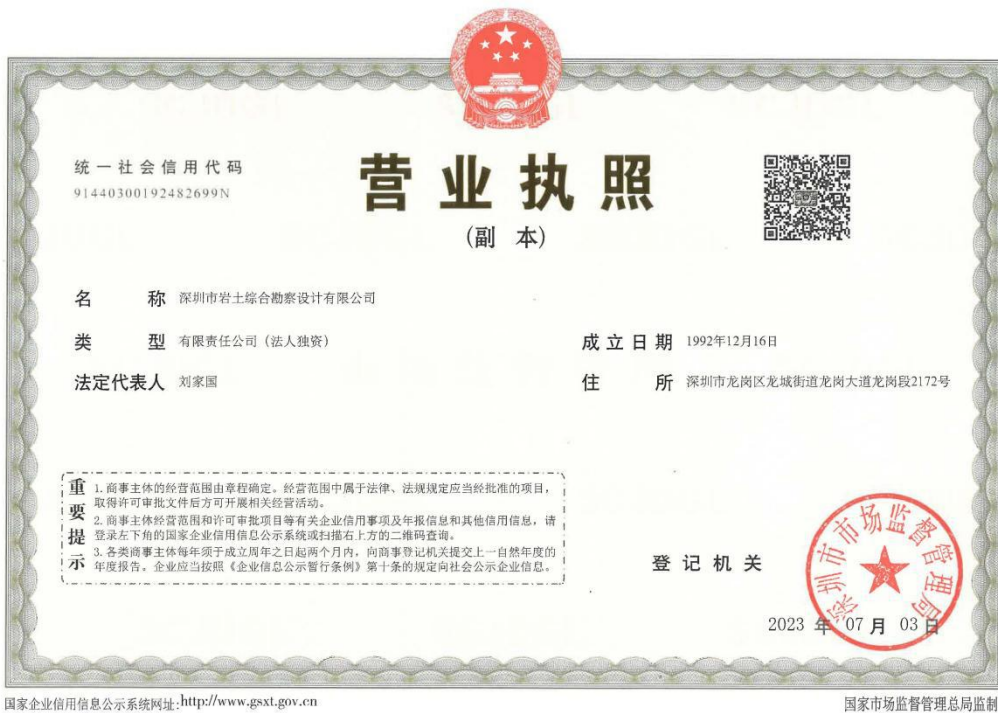 统一社会信用代码
91440300192482699N
营业执照
(副 本)
名 称 深圳市岩土综合勘察设计有限公司
类 型 有限责任公司（法人独资）
成立日期 1992年12月16日
法定代表人 刘家国
住 所 深圳市龙岗区龙城街道龙岗大道龙岗段2172号
重要提示
1.商事主体的经营范围由章程确定。经营范围中属于法律、法规规定应当经批准的项目，
取得许可审批文件后方可开展相关经营活动。
2.商事主体经营范围和许可审批项目等有关企业信用事项及年报信息和其他信用信息，请
登录左下角的国家企业信用信息公示系统或扫描右上方的二维码查询。
3.各类商事主体每年须于成立周年之日起两个月内，向商事登记机关提交上一自然年度的
年度报告。企业应当按照《企业信息公示暂行条例》第十条的规定向社会公示企业信息。
登记机关
深圳市市场监督管理局
2023 年 07 月 03 日
国家企业信用信息公示系统网址:http://www.gsxt.gov.cn
国家市场监督管理总局监制